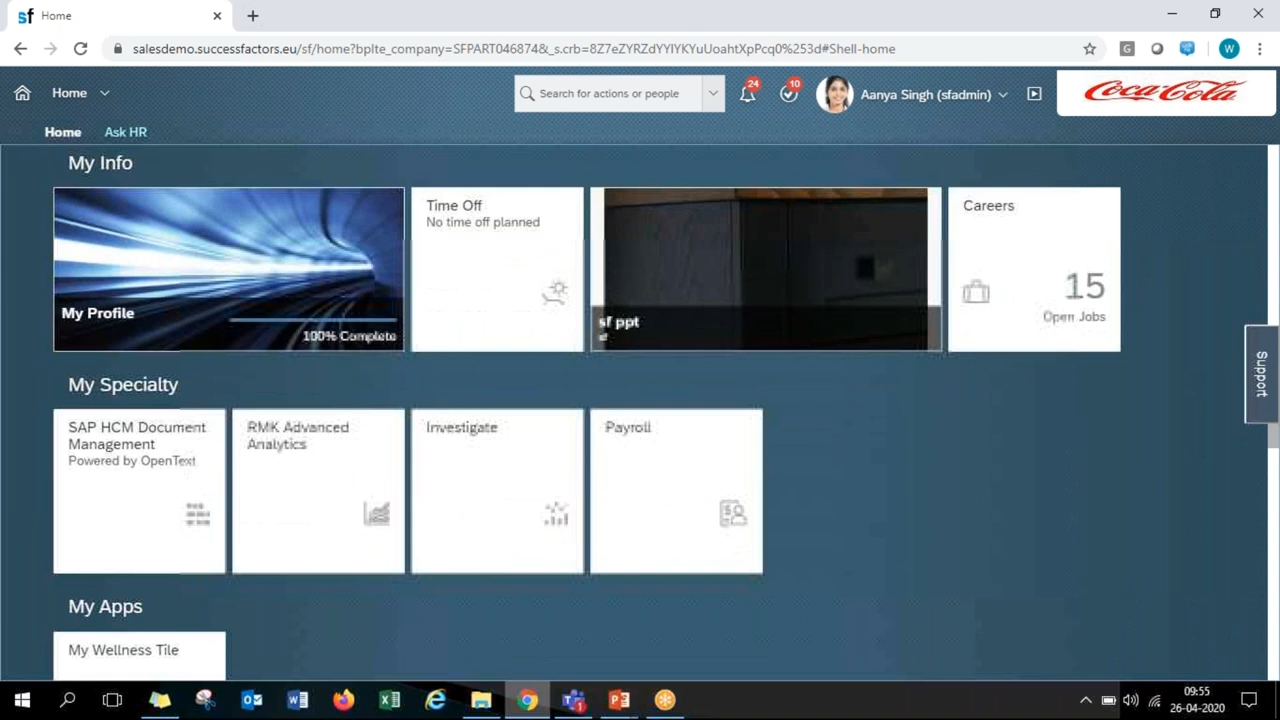 sf Home
salesdemo.successfactors.eu/sf/home?bplte_company=SFPART046874&_s.crb=8Z7eZYRZdYYIYKYuUoahtXpPcq0%253d#Shell-home
G
W
Home
Search for actions or people
24
10
Aanya Singh (sfadmin)
Coca-Cola
Home
Ask HR
My Info
My Profile
100% Complete
Time Off
No time off planned
sf ppt
Careers
15
Open Jobs
Support
My Specialty
SAP HCM Document
Management
Powered by OpenText
RMK Advanced
Analytics
Investigate
Payroll
My Apps
My Wellness Tile
09:55
26-04-2020